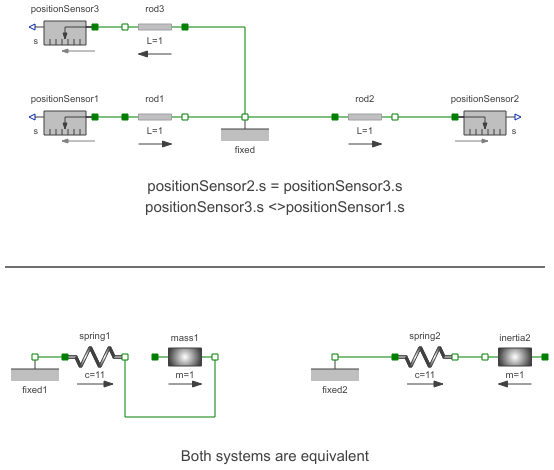 positionSensor3
rod3
s
L=1
positionSensor1
rod1
rod2
positionSensor2
s
L=1
L=1
s
fixed
positionSensor2.s = positionSensor3.s
positionSensor3.s <>positionSensor1.s
spring1
mass1
spring2
inertia2
c=11
m=1
c=11
m=1
fixed1
fixed2
Both systems are equivalent